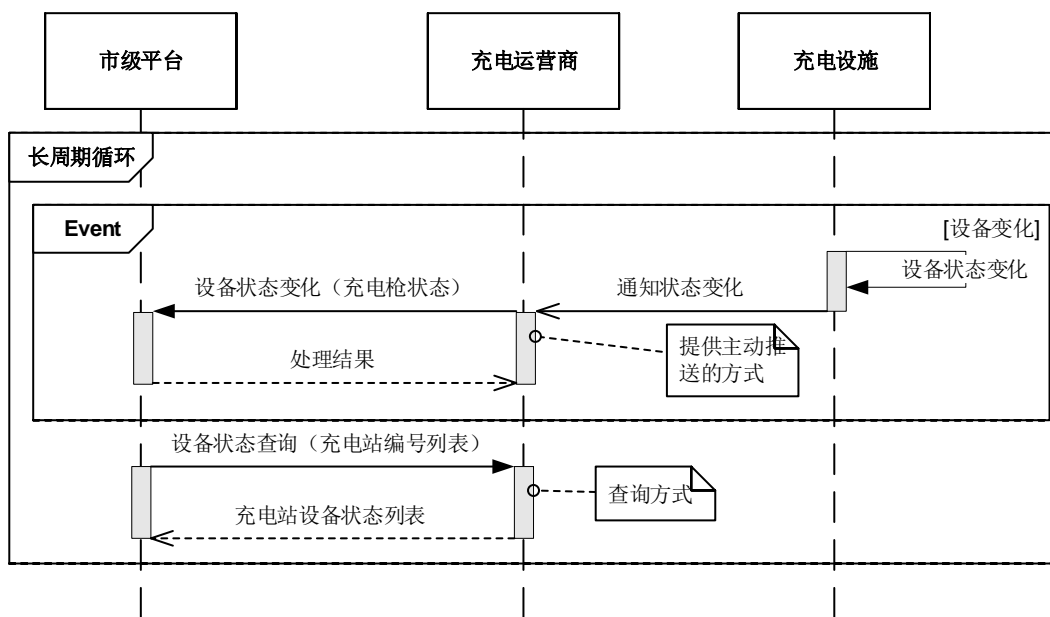 市级平台
充电运营商
充电设施
长周期循环
Event
[设备变化]
设备状态变化
设备状态变化（充电枪状态）
通知状态变化
提供主动推
送的方式
处理结果
设备状态查询（充电站编号列表）
查询方式
充电站设备状态列表